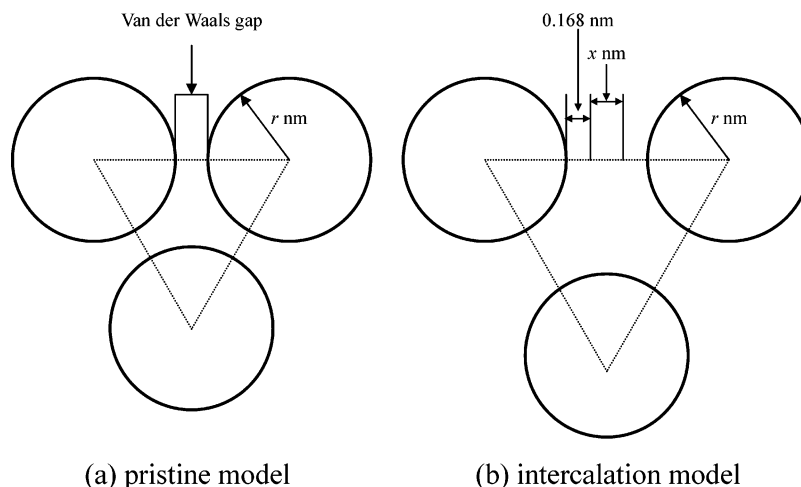 Van der Waals gap
r nm
0.168 nm
x nm
r nm
(a) pristine model
(b) intercalation model